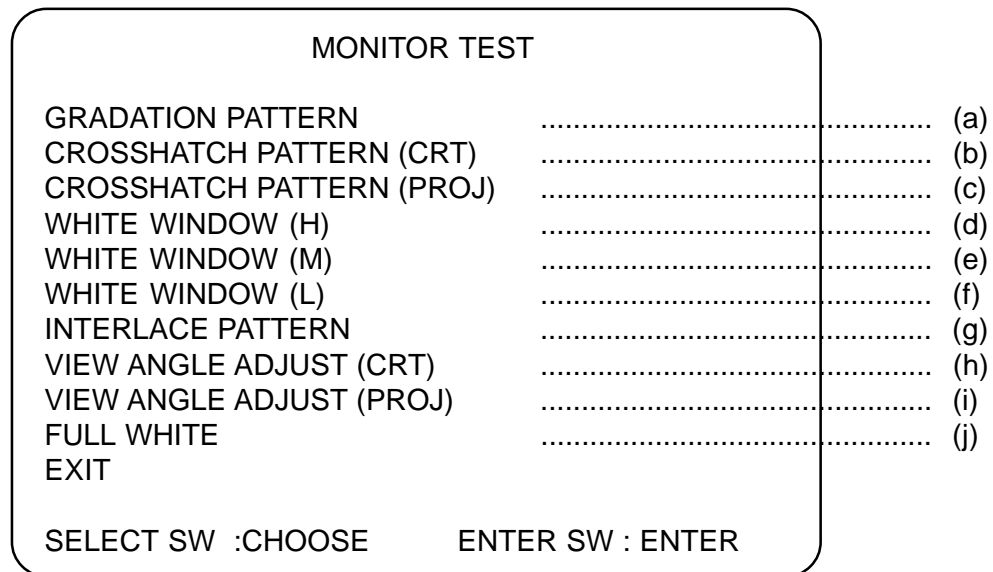 MONITOR TEST
GRADATION PATTERN ................................................ (a)
CROSSHATCH PATTERN (CRT) ................................................ (b)
CROSSHATCH PATTERN (PROJ) ................................................ (c)
WHITE WINDOW (H) ................................................ (d)
WHITE WINDOW (M) ................................................ (e)
WHITE WINDOW (L) ................................................ (f)
INTERLACE PATTERN ................................................ (g)
VIEW ANGLE ADJUST (CRT) ................................................ (h)
VIEW ANGLE ADJUST (PROJ) ................................................ (i)
FULL WHITE ................................................ (j)
EXIT
SELECT SW :CHOOSE ENTER SW : ENTER